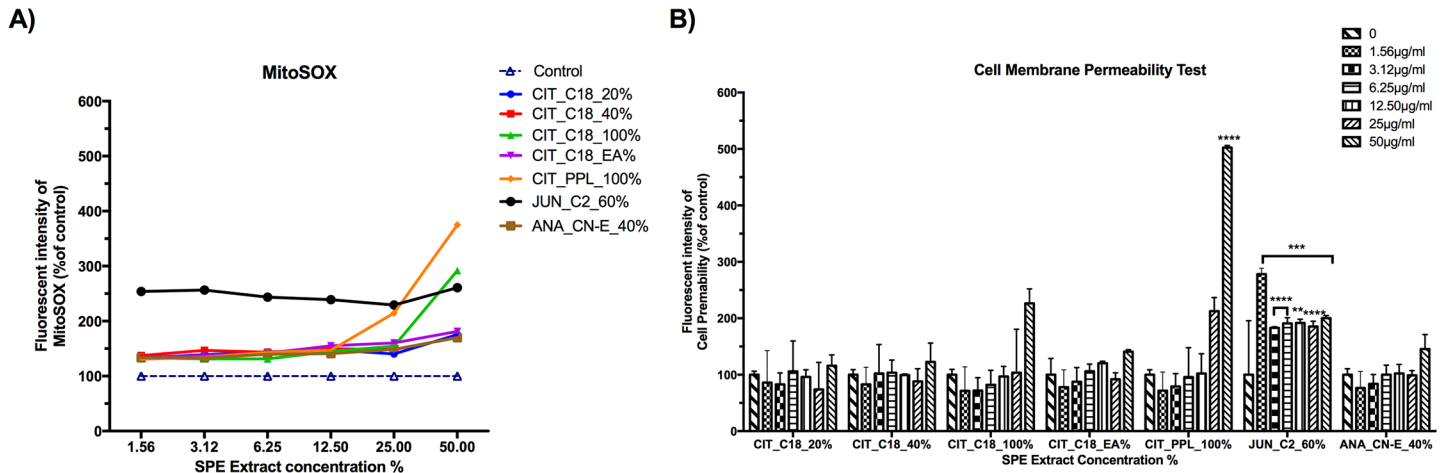 A)
MitoSOX
Fluorescent intensity of
MitoSOX (%of control)
600
500
400
300
200
100
0
1.56
3.12
6.25
12.50
25.00
50.00
SPE Extract concentration %
Control
CIT_C18_20%
CIT_C18_40%
CIT_C18_100%
CIT_C18_EA%
CIT_PPL_100%
JUN_C2_60%
ANA_CN-E_40%
B)
Cell Membrane Permeability Test
Fluorescent intensity of
Cell Premability (%of control)
600
500
400
300
200
100
0
****
***
****
**
****
CIT_C18_20%
CIT_C18_40%
CIT_C18_100%
CIT_C18_EA%
CIT_PPL_100%
JUN_C2_60%
ANA_CN-E_40%
SPE Extract Concentration %
0
1.56µg/ml
3.12µg/ml
6.25µg/ml
12.50µg/ml
25µg/ml
50µg/ml